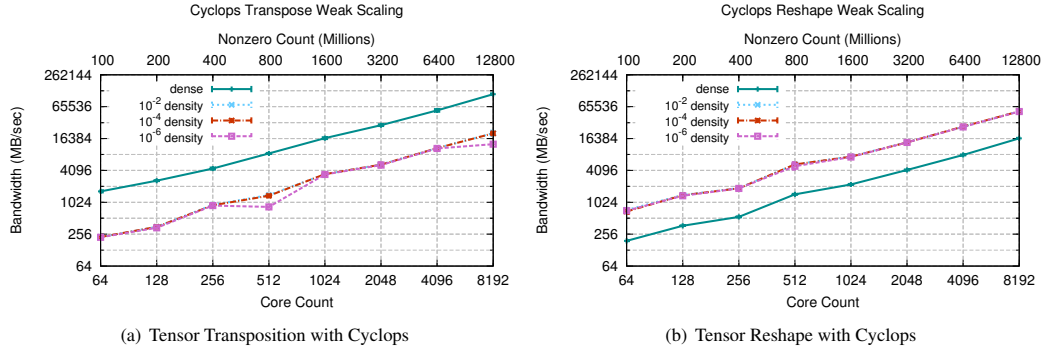 Cyclops Transpose Weak Scaling
Nonzero Count (Millions)
100 200 400 800 1600 3200 6400 12800
262144
65536
16384
4096
1024
256
64
Bandwidth (MB/sec)
dense
10^-2 density
10^-4 density
10^-6 density
64 128 256 512 1024 2048 4096 8192
Core Count
(a) Tensor Transposition with Cyclops
Cyclops Reshape Weak Scaling
Nonzero Count (Millions)
100 200 400 800 1600 3200 6400 12800
262144
65536
16384
4096
1024
256
64
Bandwidth (MB/sec)
dense
10^-2 density
10^-4 density
10^-6 density
64 128 256 512 1024 2048 4096 8192
Core Count
(b) Tensor Reshape with Cyclops